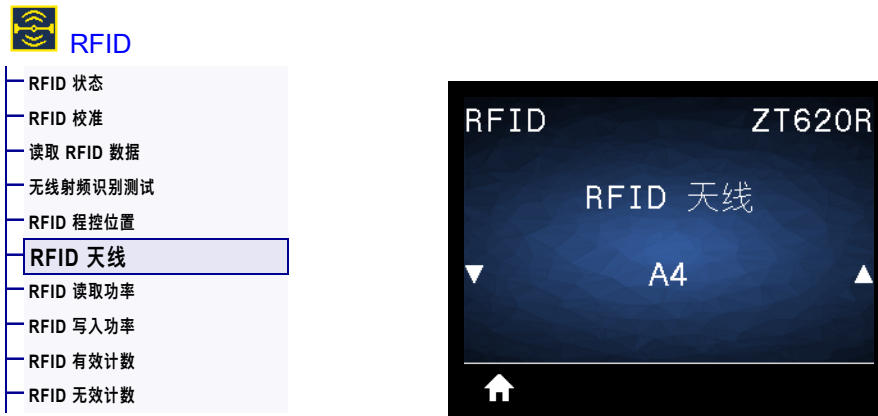 RFID
RFID 状态
RFID 校准
读取 RFID 数据
无线射频识别测试
RFID 程控位置
RFID 天线
RFID 读取功率
RFID 写入功率
RFID 有效计数
RFID 无效计数
RFID ZT620R
RFID 天线
A4